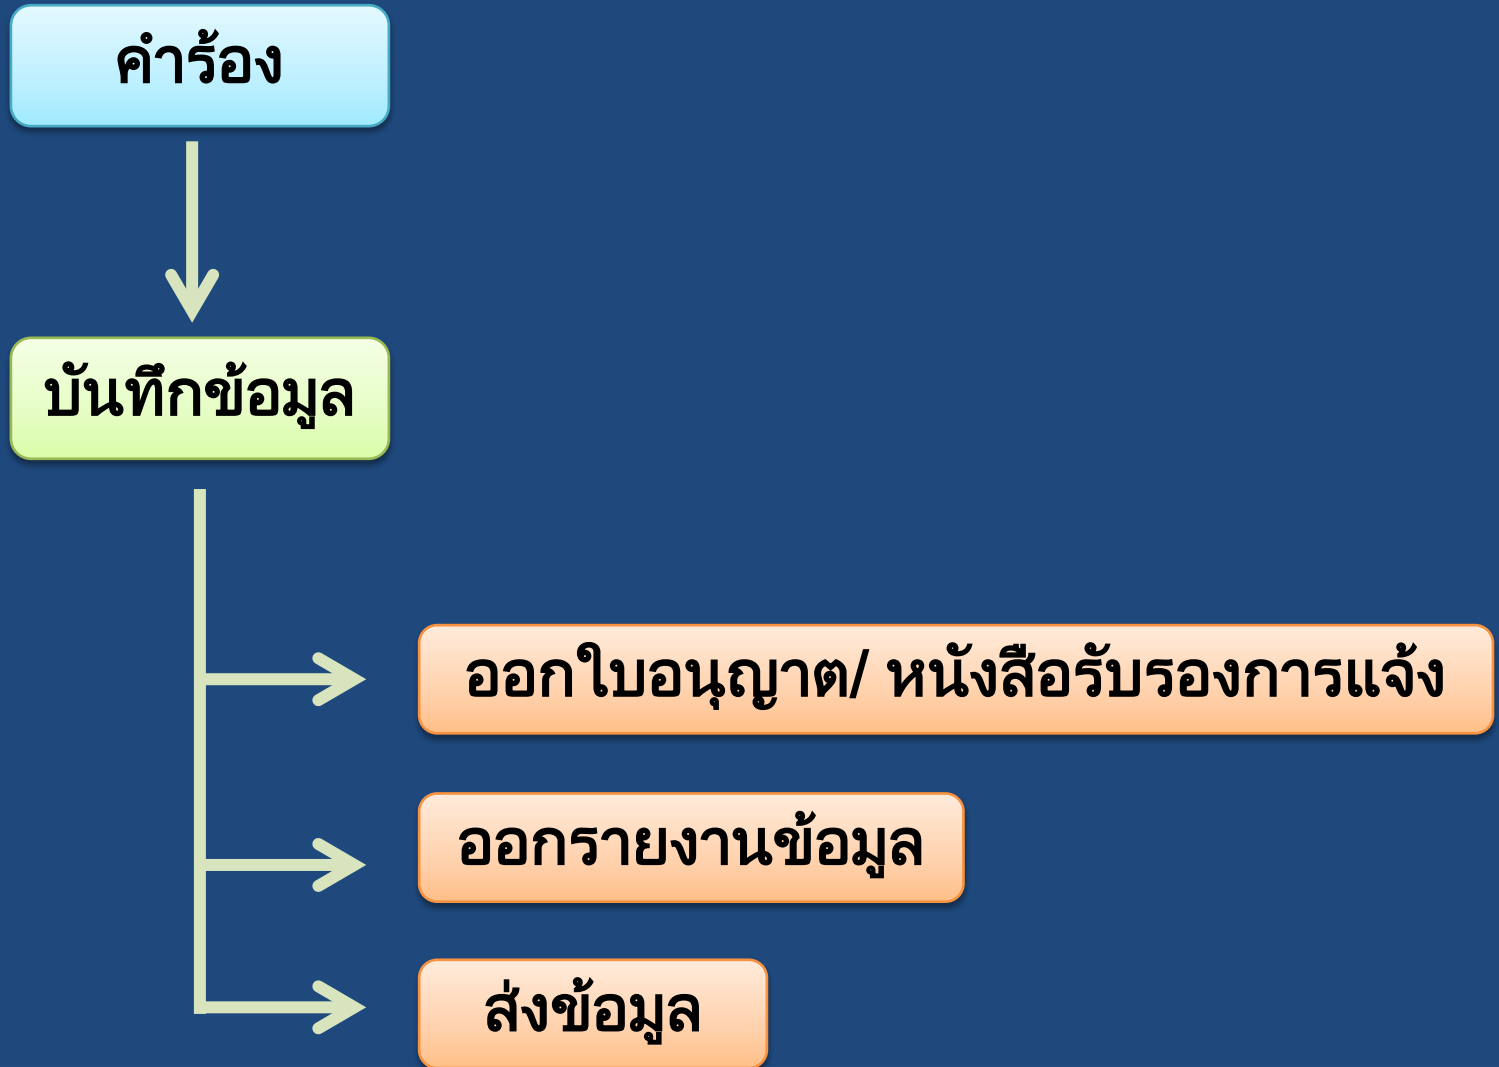 คำร้อง
บันทึกข้อมูล
ออกใบอนุญาต/ หนังสือรับรองการแจ้ง
ออกรายงานข้อมูล
ส่งข้อมูล